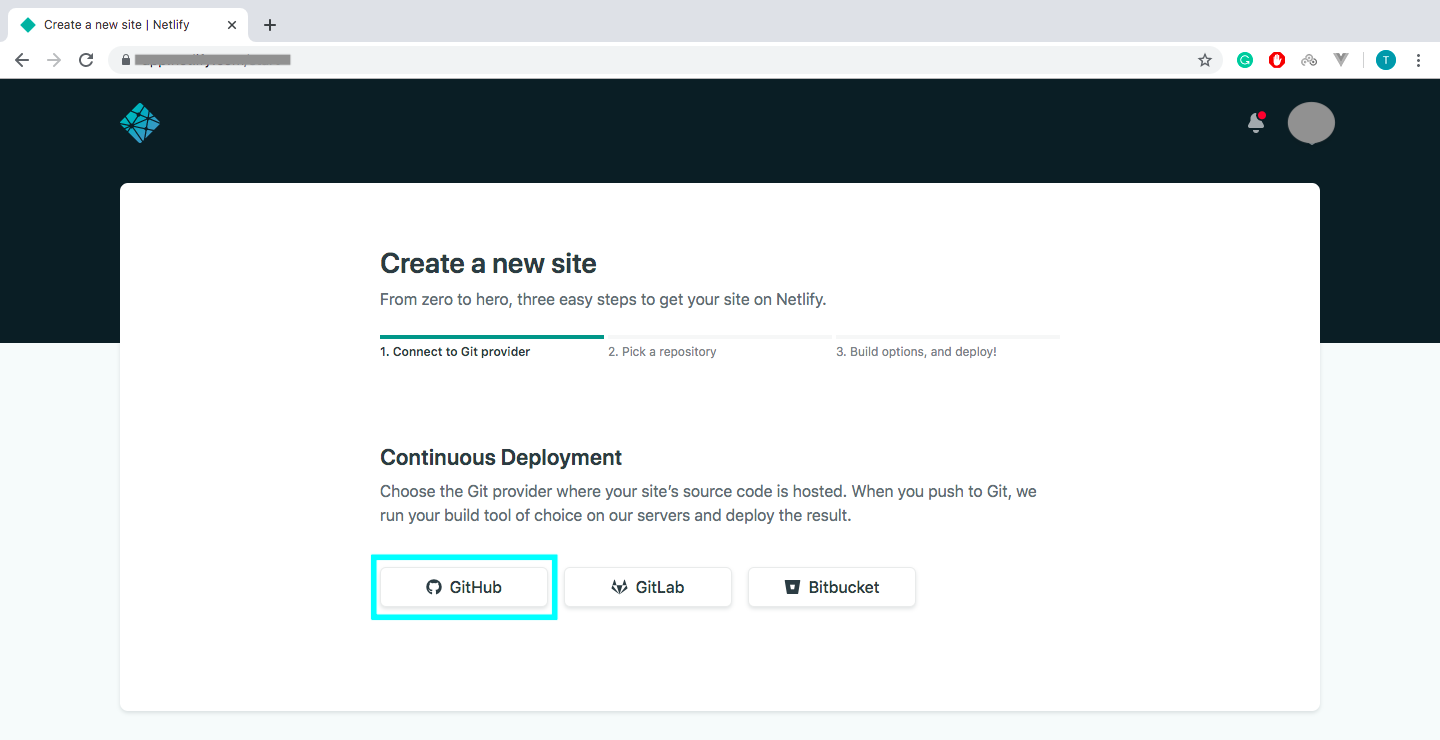 Create a new site | Netlify
T
Create a new site
From zero to hero, three easy steps to get your site on Netlify.
1. Connect to Git provider
2. Pick a repository
3. Build options, and deploy!
Continuous Deployment
Choose the Git provider where your site’s source code is hosted. When you push to Git, we
run your build tool of choice on our servers and deploy the result.
GitHub
GitLab
Bitbucket